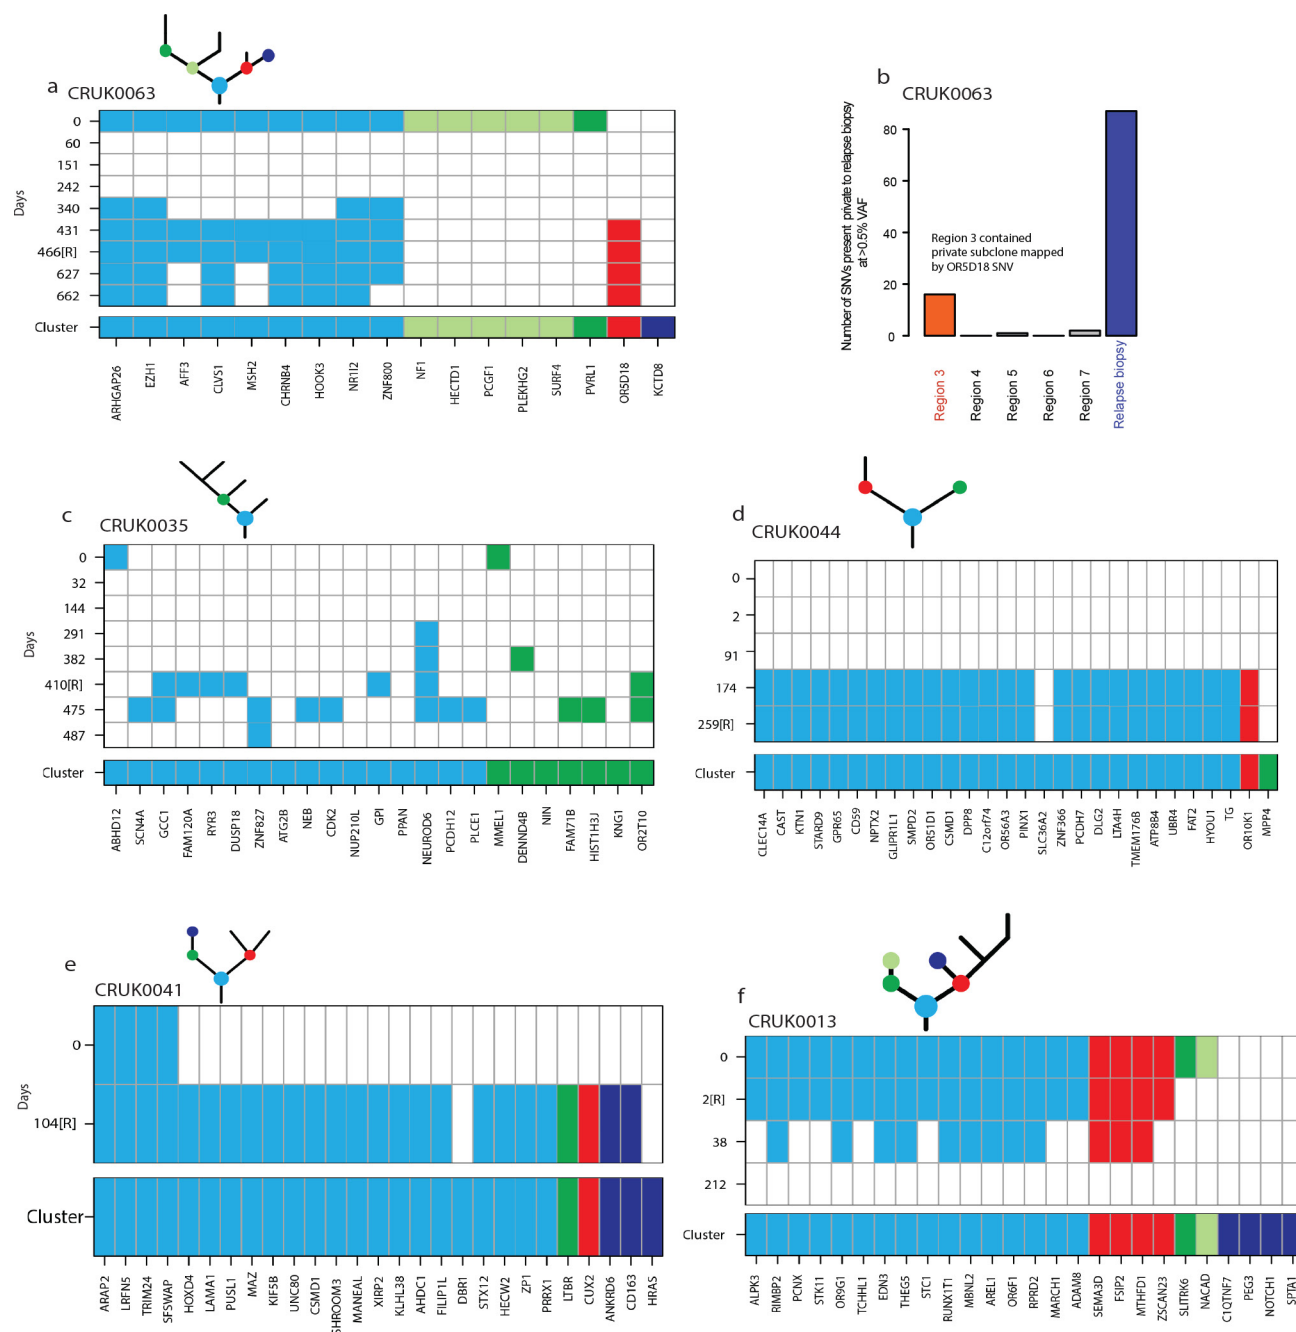 a
CRUK0063
Days
0
60
151
242
340
431
466[R]
627
662
Cluster
ARHGAP26
EZH1
AFF3
CLVS1
MSH2
CHRNB4
HOOK3
NR1I2
ZNF800
NF1
HECTD1
PCGF1
PLEKHG2
SURF4
PVRL1
OR5D18
KCTD8
b
CRUK0063
Number of SNVs present private to relapse biopsy
at >0.5% VAF
80
60
40
20
0
Region 3 contained
private subclone mapped
by OR5D18 SNV
Region 3
Region 4
Region 5
Region 6
Region 7
Relapse biopsy
c
CRUK0035
Days
0
32
144
291
382
410[R]
475
487
Cluster
ABHD12
SCN4A
GCC1
FAM120A
RYR3
DUSP18
ZNF827
ATG2B
NEB
CDK2
NUP210L
GPI
PPAN
NEUROD6
PCDH12
PLCE1
MMEL1
DENND4B
NIN
FAM71B
HIST1H3J
KNG1
OR2T10
d
CRUK0044
0
2
91
174
259[R]
Cluster
CLEC14A
CAST
KTN1
STARD9
GPR65
CD59
NPTX2
GLIPR1L1
SMPD2
OR51D1
CSMD1
DPP8
C12orf74
OR56A3
PINX1
SLC36A2
ZNF366
PCDH7
DLG2
LTA4H
TMEM176B
ATP8B4
UBR4
FAT2
HYOU1
TG
OR10K1
MPP4
e
CRUK0041
Days
0
104[R]
Cluster
ARAP2
LRFN5
TRIM24
SFSWAP
HOXD4
LAMA1
PUSL1
MAZ
KIF5B
UNC80
CSMD1
SHROOM3
MANEAL
XIRP2
KLHL38
AHDC1
FILIP1L
DBR1
STX12
HECW2
ZP1
PRRX1
LTBR
CUX2
ANKRD6
CD163
HRAS
f
CRUK0013
0
2[R]
38
212
Cluster
ALPK3
RIMBP2
PCNX
STK11
OR9G1
TCHHL1
EDN3
THEG5
STC1
RUNX1T1
MBNL2
AREL1
OR6F1
RPRD2
MARCH1
ADAM8
SEMA3D
FSIP2
MTHFD1
ZSCAN23
SLITRK6
NACAD
C1QTNF7
PEG3
NOTCH1
SPTA1